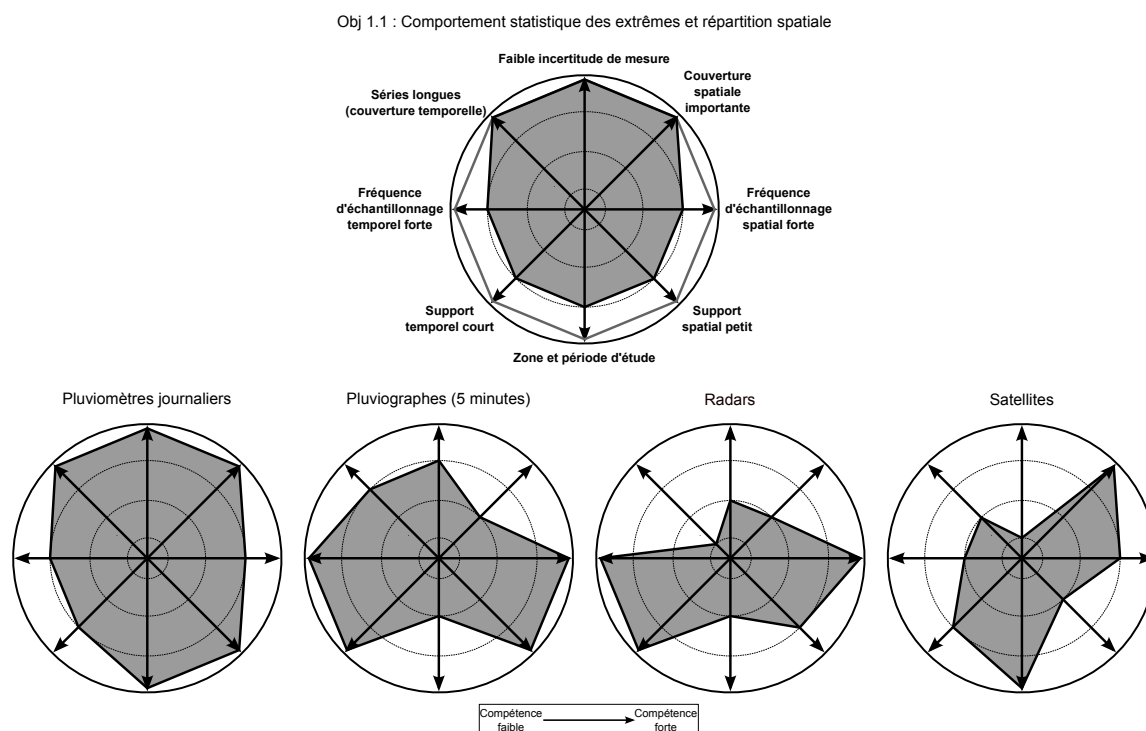 Obj 1.1 : Comportement statistique des extrêmes et répartition spatiale
Faible incertitude de mesure
Couverture
spatiale
importante
Séries longues
(couverture temporelle)
Fréquence
d'échantillonnage
temporel forte
Fréquence
d'échantillonnage
spatial forte
Support
temporel court
Support
spatial petit
Zone et période d'étude
Pluviomètres journaliers
Pluviographes (5 minutes)
Radars
Satellites
Compétence
faible
Compétence
forte